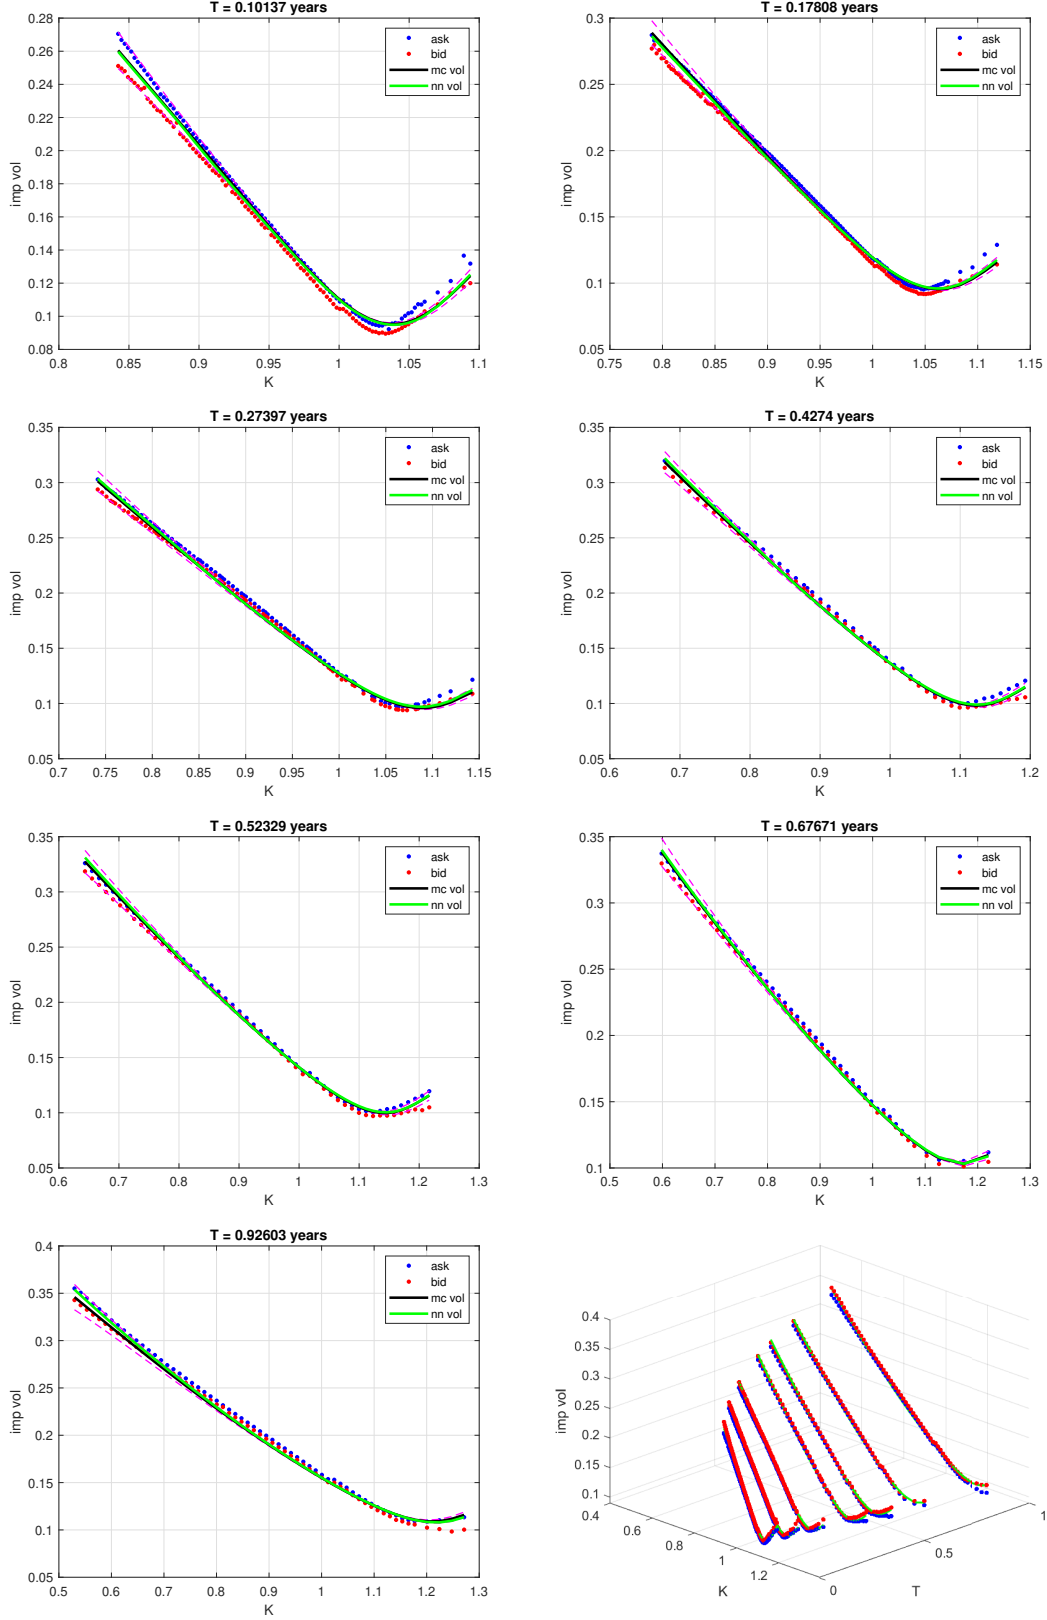 T = 0.10137 years
0.28
0.26
0.24
0.22
0.2
0.18
0.16
0.14
0.12
0.1
0.08
imp vol
0.8 0.85 0.9 0.95 1 1.05 1.1
K
ask
bid
mc vol
nn vol
T = 0.17808 years
0.3
0.25
0.2
0.15
0.1
0.05
imp vol
0.75 0.8 0.85 0.9 0.95 1 1.05 1.1 1.15
K
ask
bid
mc vol
nn vol
T = 0.27397 years
0.35
0.3
0.25
0.2
0.15
0.1
0.05
imp vol
0.7 0.75 0.8 0.85 0.9 0.95 1 1.05 1.1 1.15
K
ask
bid
mc vol
nn vol
T = 0.4274 years
0.35
0.3
0.25
0.2
0.15
0.1
0.05
imp vol
0.6 0.7 0.8 0.9 1 1.1 1.2
K
ask
bid
mc vol
nn vol
T = 0.52329 years
0.35
0.3
0.25
0.2
0.15
0.1
0.05
imp vol
0.6 0.7 0.8 0.9 1 1.1 1.2 1.3
K
ask
bid
mc vol
nn vol
T = 0.67671 years
0.35
0.3
0.25
0.2
0.15
0.1
imp vol
0.6 0.7 0.8 0.9 1 1.1 1.2 1.3
0.5
K
ask
bid
mc vol
nn vol
T = 0.92603 years
0.4
0.35
0.3
0.25
0.2
0.15
0.1
0.05
imp vol
0.5 0.6 0.7 0.8 0.9 1 1.1 1.2 1.3
K
ask
bid
mc vol
nn vol
0.4
0.35
0.3
0.25
0.2
0.15
0.1
imp vol
0.4
0.6
0.8
1
1.2
K
0
0.5
1
T